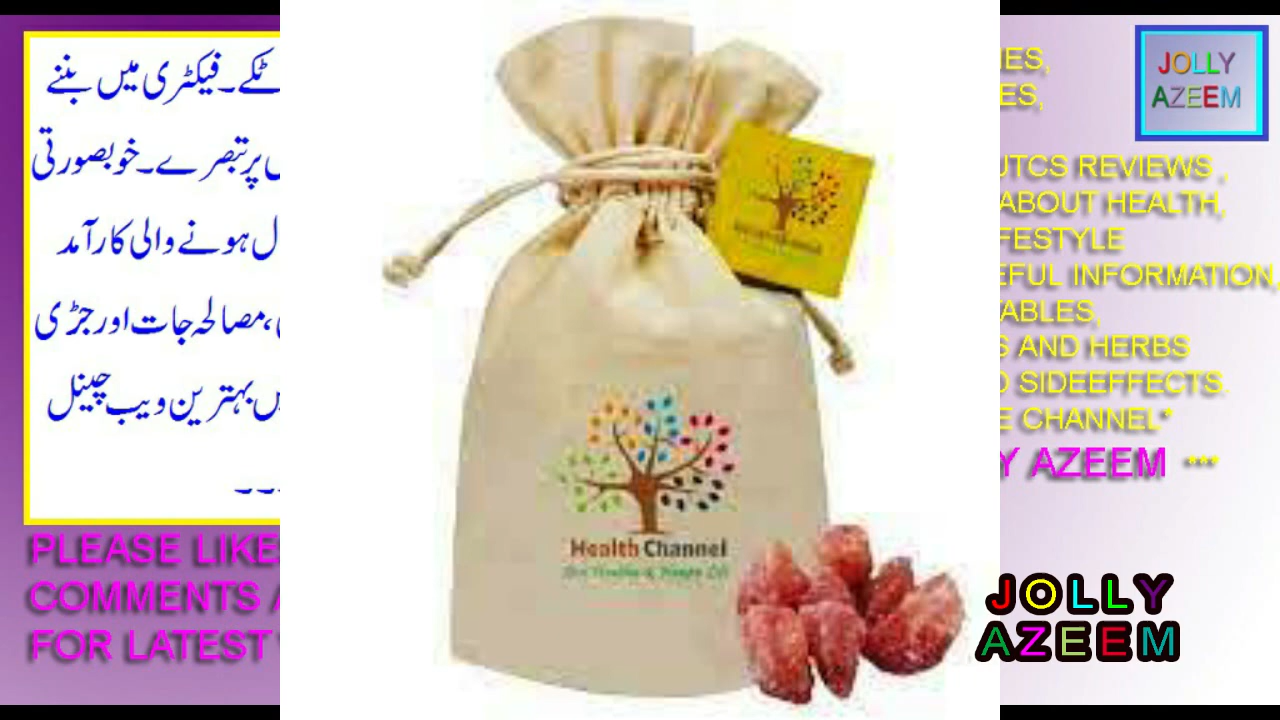 ٹکے۔فیکٹری میں بننے
پرتبصرے۔خوبصورتی
ل ہونے والی کارآمد
،مصالحہ جات اور جڑی
بہترین ویب چینل
۔۔۔
PLEASE LIKE
COMMENTS
FOR LATEST
Health Channel
JOLLY
AZEEM
IES,
ES,
UTCS REVIEWS,
ABOUT HEALTH,
FESTYLE
EFUL INFORMATION,
ABLES,
S AND HERBS
D SIDEEFFECTS.
E CHANNEL*
Y AZEEM ***
JOLLY
AZEEM